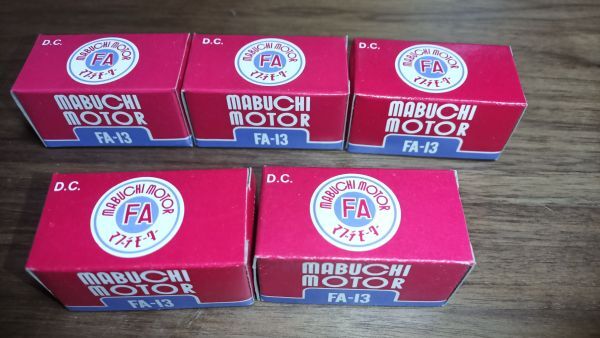 D.C.
MABUCHI MOTOR
FA
マブチモーター
MABUCHI
MOTOR
FA-13
D.C.
MABUCHI MOTOR
FA
マブチモーター
MABUCHI
MOTOR
FA-13
D.C.
MABUCHI MOTOR
FA
マブチモーター
MABUCHI
MOTOR
FA-13
D.C.
MABUCHI MOTOR
FA
マブチモーター
MABUCHI
MOTOR
FA-13
D.C.
MABUCHI MOTOR
FA
マブチモーター
MABUCHI
MOTOR
FA-13